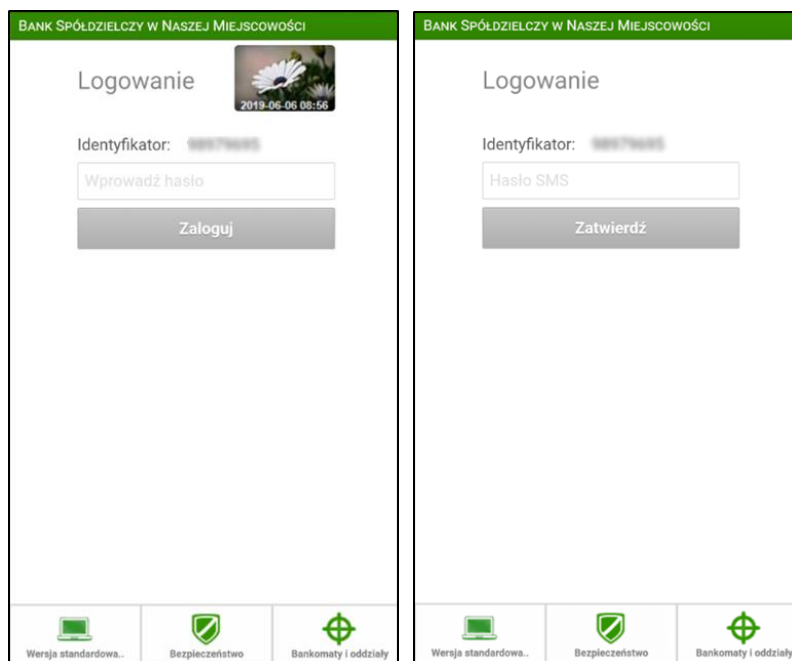 BANK SPÓŁDZIELCZY W NASZEJ MIEJSCOWOŚCI
Logowanie
2019-06-06 08:56
Identyfikator:
Wprowadź hasło
Zaloguj
Wersja standardowa..
Bezpieczeństwo
Bankomaty i oddziały
BANK SPÓŁDZIELCZY W NASZEJ MIEJSCOWOŚCI
Logowanie
Identyfikator:
Hasło SMS
Zatwierdź
Wersja standardowa..
Bezpieczeństwo
Bankomaty i oddziały